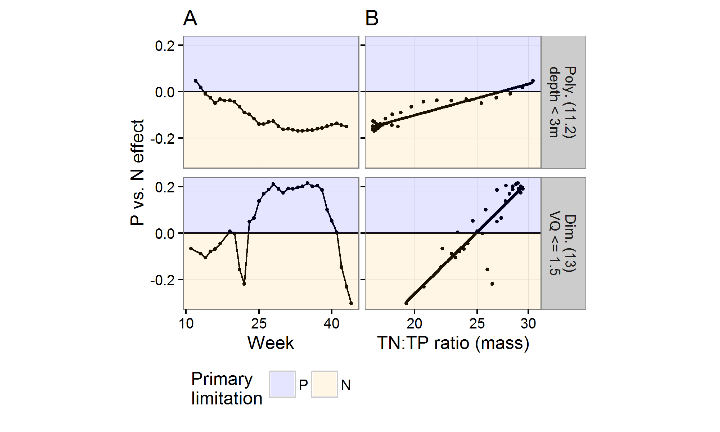 A
B
0.2
0.0
-0.2
Poly. (11.2)
depth < 3m
P vs. N effect
0.2
0.0
-0.2
Dim. (13)
VQ <= 1.5
10 25 40
20 25 30
Week
TN:TP ratio (mass)
Primary
limitation
P
N